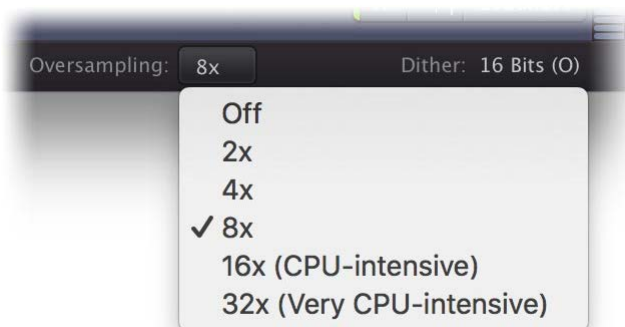 Oversampling: 8x Dither: 16 Bits (O)
Off
2x
4x
✓ 8x
16x (CPU-intensive)
32x (Very CPU-intensive)